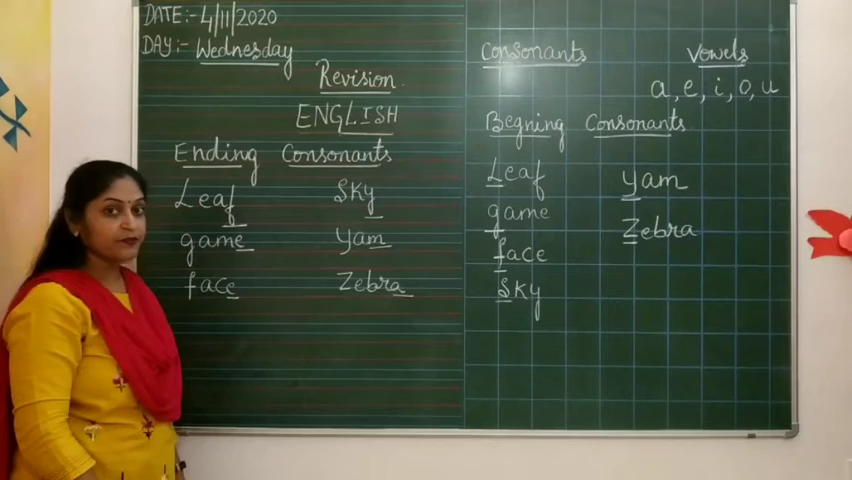 DATE:- 4/11/2020
DAY:- Wednesday
Revision
ENGLISH
Ending Consonants
Leaf Sky
game Yam
face Zebra
Consonants Vowels
a, e, i, o, u
Begning Consonants
Leaf Yam
game Zebra
face
Sky